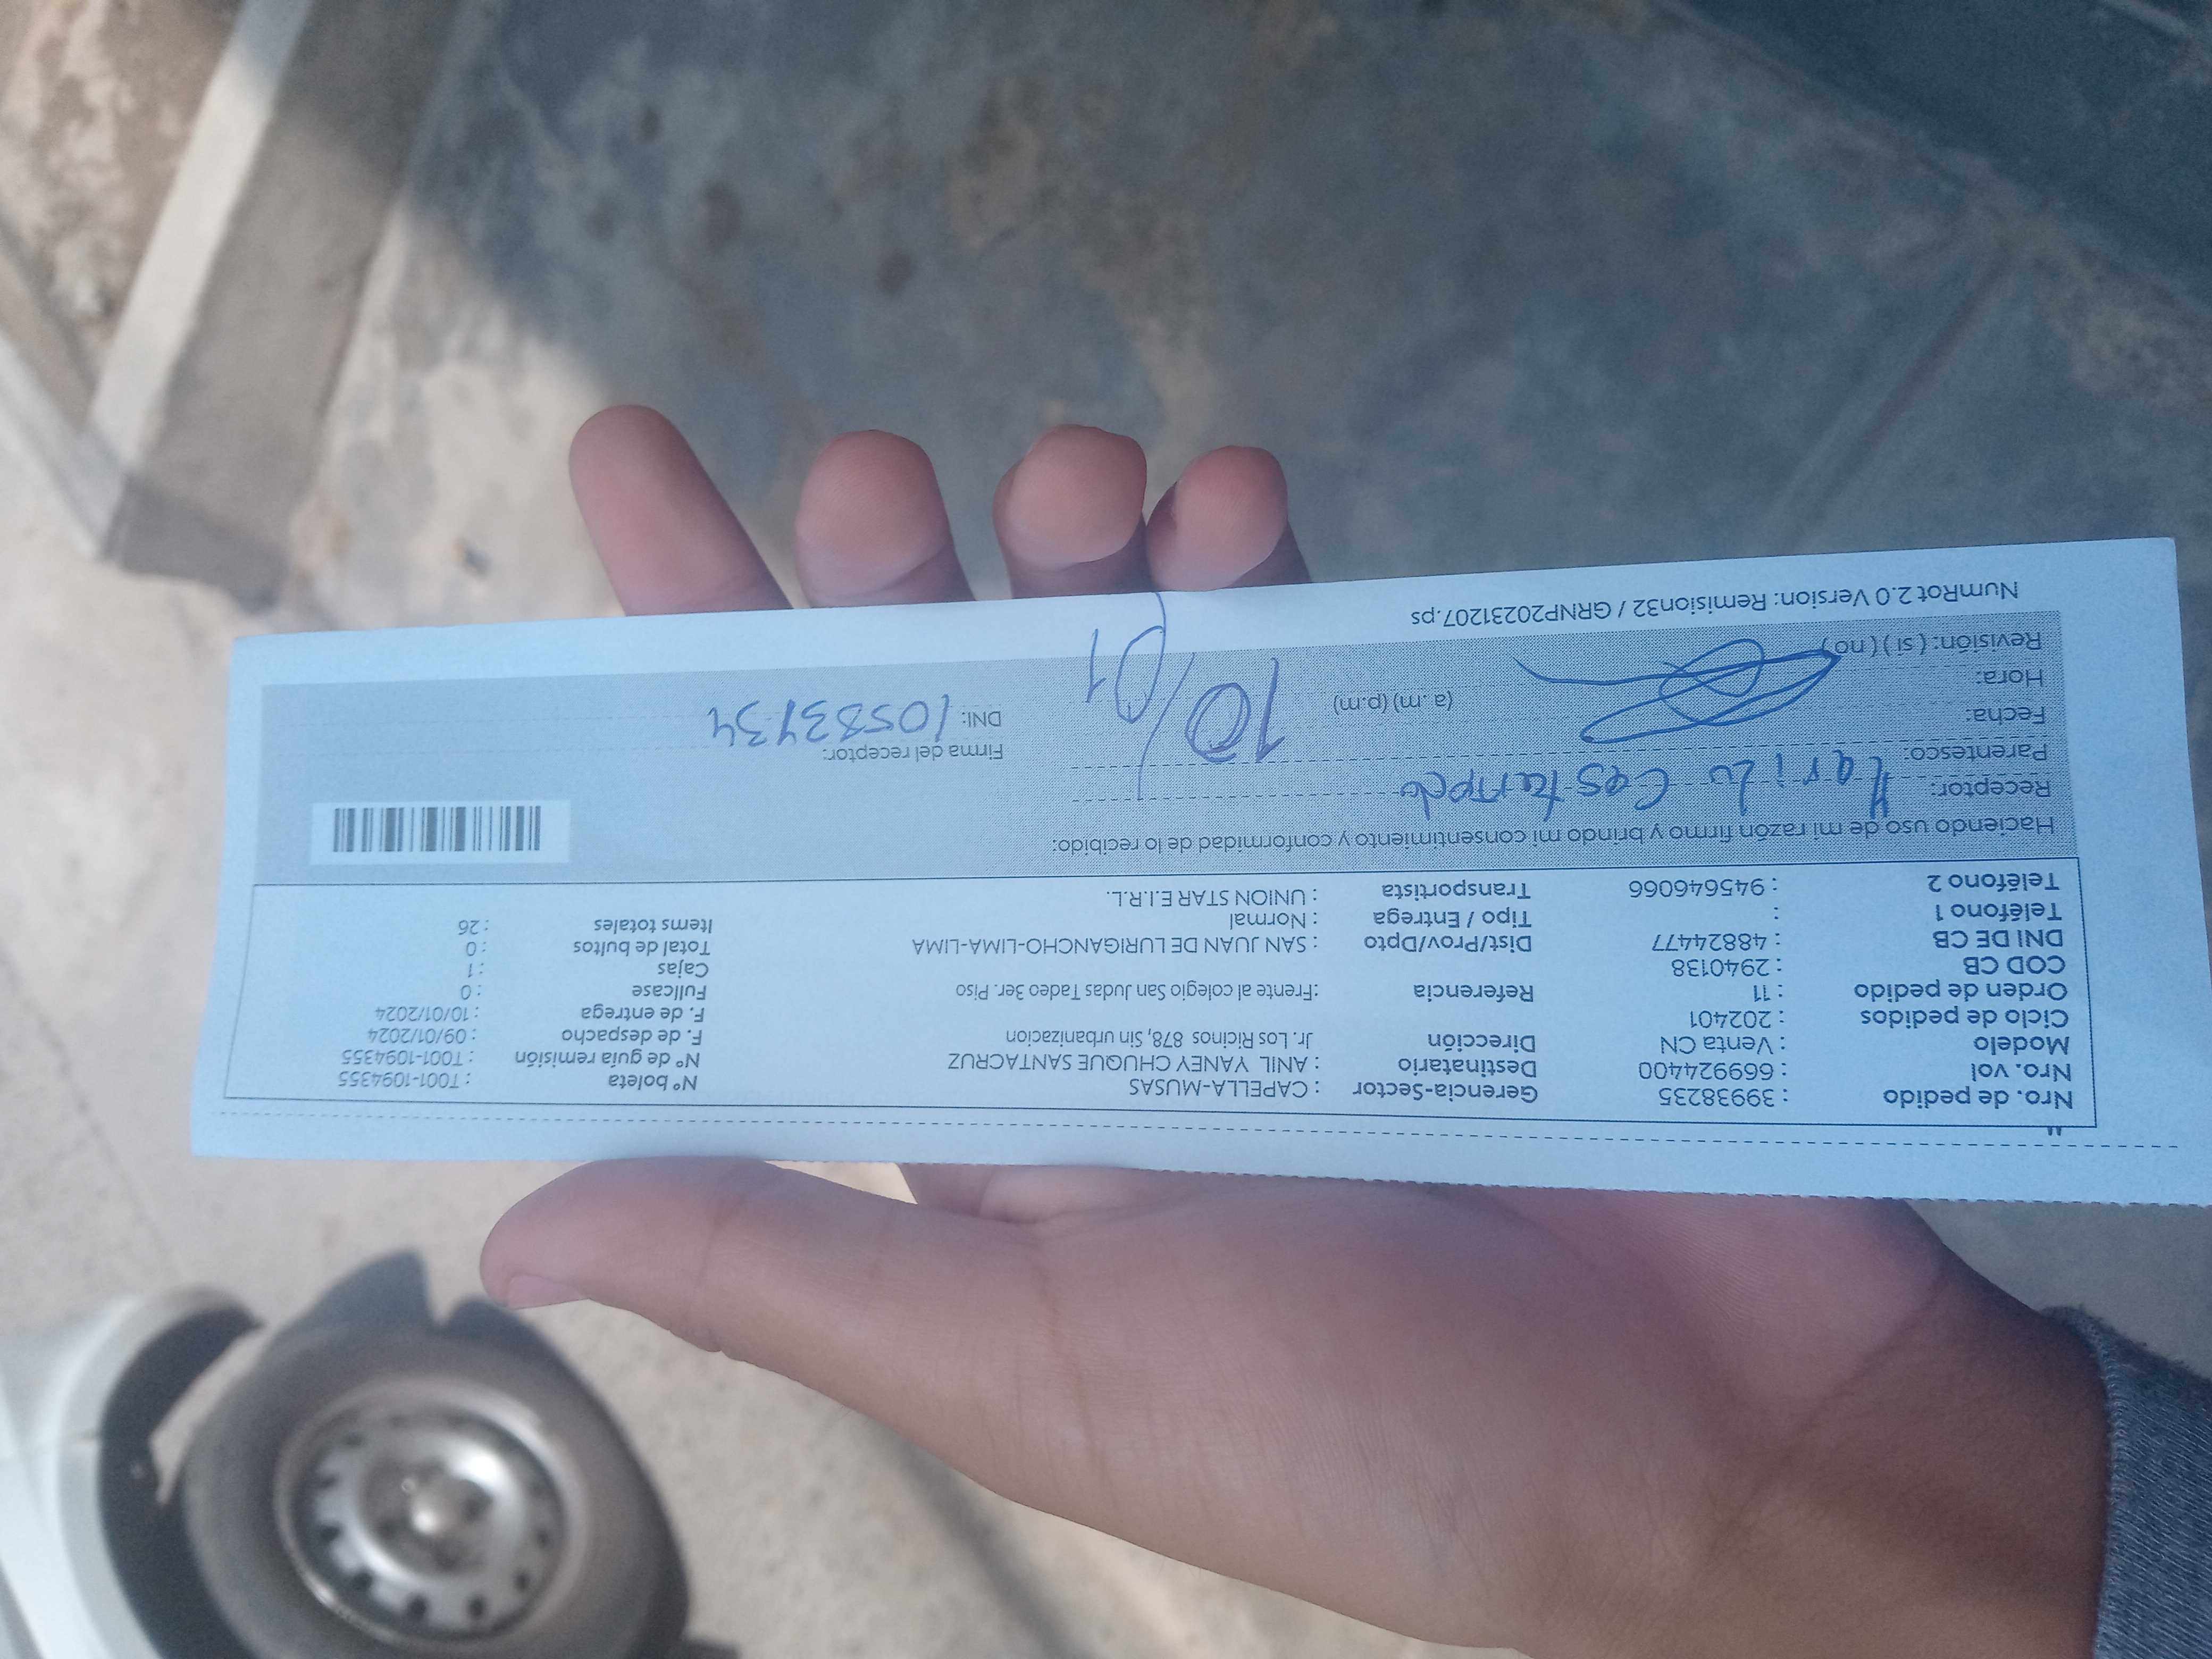 Nro. de pedido : 39938235 Gerencia-Sector : CAPELLA-MUSAS Nº boleta : T001-1094355
Nro. vol : 669924400 Destinatario : ANIL YANEY CHUQUE SANTACRUZ Nº de guía remisión : T001-1094355
Modelo : Venta CN Dirección Jr. Los Ricinos 878, Sin urbanizacion F. de despacho : 09/01/2024
Ciclo de pedidos : 202401 F. de entrega : 10/01/2024
Orden de pedido : 11 Referencia :Frente al colegio San Judas Tadeo 3er. Piso Fullcase : 0
COD CB : 2940138 Cajas : 1
DNI DE CB : 48824477 Dist/Prov/Dpto : SAN JUAN DE LURIGANCHO-LIMA-LIMA Total de bultos : 0
Teléfono 1 : Tipo / Entrega : Normal Items totales : 26
Teléfono 2 : 945646066 Transportista : UNION STAR E.I.R.L.
Haciendo uso de mi razón firmo y brindo mi consentimiento y conformidad de lo recibido:
Receptor: Marilu
Parentesco: Firma del receptor:
Fecha: 10/01 DNI:
Hora: (a. m) (p.m)
Revisión: ( si ) ( no )
NumRot 2.0 Version: Remision32 / GRNP20231207.ps